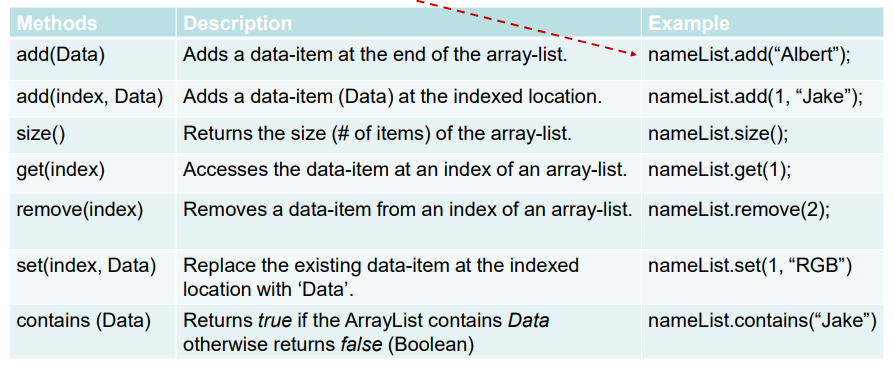 Methods Description Example
add(Data) Adds a data-item at the end of the array-list. nameList.add(“Albert”);
add(index, Data) Adds a data-item (Data) at the indexed location. nameList.add(1, “Jake”);
size() Returns the size (# of items) of the array-list. nameList.size();
get(index) Accesses the data-item at an index of an array-list. nameList.get(1);
remove(index) Removes a data-item from an index of an array-list. nameList.remove(2);
set(index, Data) Replace the existing data-item at the indexed nameList.set(1, “RGB”)
location with ‘Data’.
contains (Data) Returns true if the ArrayList contains Data nameList.contains(“Jake”)
otherwise returns false (Boolean)